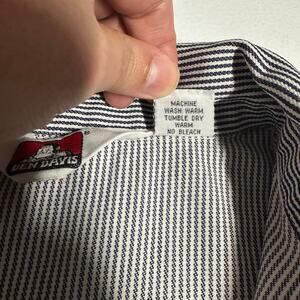 MACHINE
WASH WARM
TUMBLE DRY
WARM
NO BLEACH
BEN DAVIS